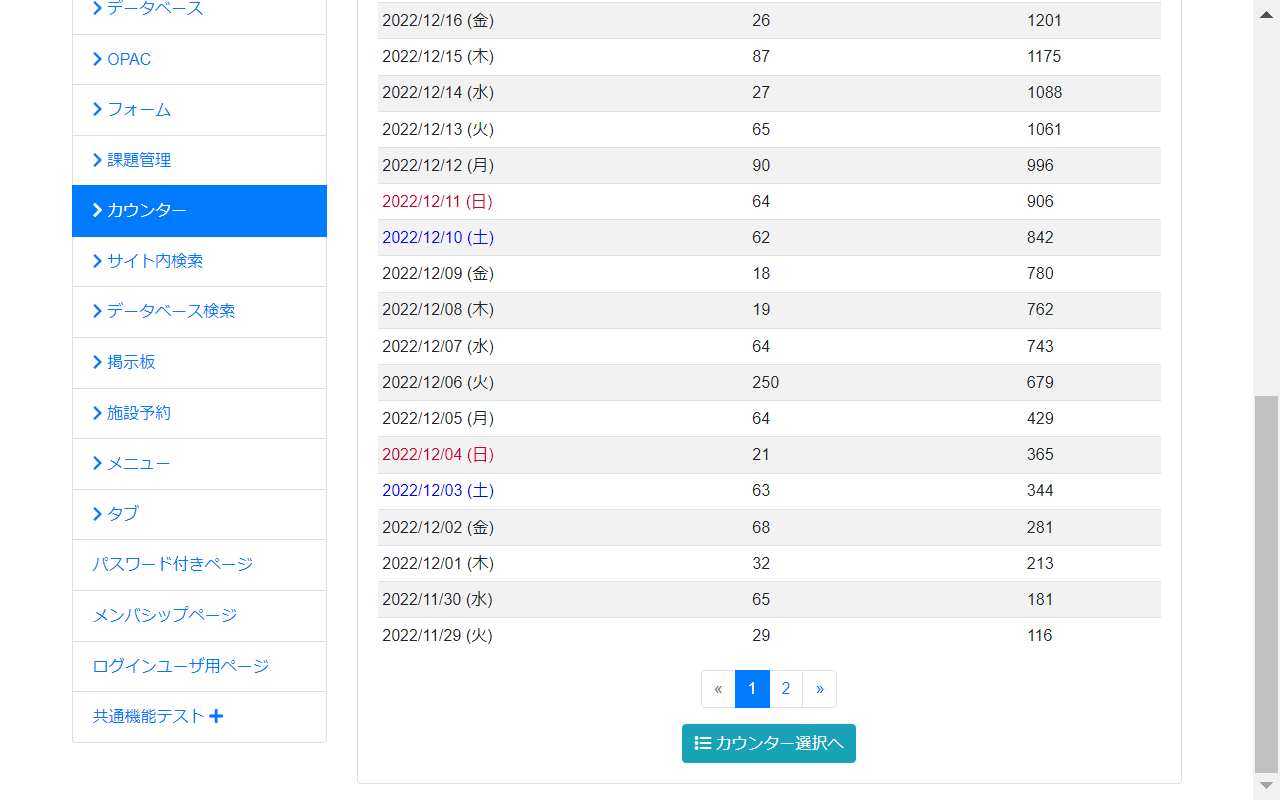 データベース
OPAC
フォーム
課題管理
カウンター
サイト内検索
データベース検索
掲示板
施設予約
メニュー
タブ
パスワード付きページ
メンバシップページ
ログインユーザ用ページ
共通機能テスト
2022/12/16 (金) 26 1201
2022/12/15 (木) 87 1175
2022/12/14 (水) 27 1088
2022/12/13 (火) 65 1061
2022/12/12 (月) 90 996
2022/12/11 (日) 64 906
2022/12/10 (土) 62 842
2022/12/09 (金) 18 780
2022/12/08 (木) 19 762
2022/12/07 (水) 64 743
2022/12/06 (火) 250 679
2022/12/05 (月) 64 429
2022/12/04 (日) 21 365
2022/12/03 (土) 63 344
2022/12/02 (金) 68 281
2022/12/01 (木) 32 213
2022/11/30 (水) 65 181
2022/11/29 (火) 29 116
« 1 2 »
カウンター選択へ